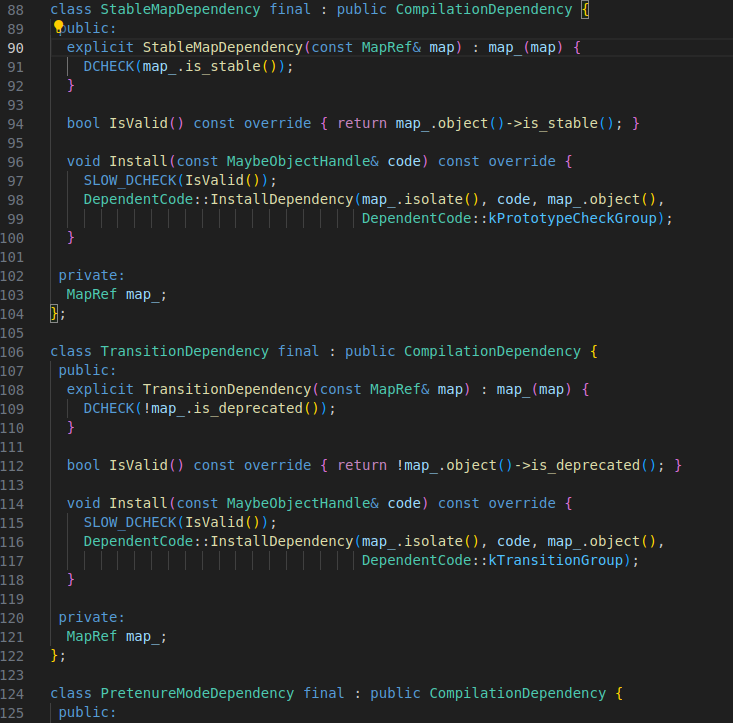 88 class StableMapDependency final : public CompilationDependency {
89 public:
90 explicit StableMapDependency(const MapRef& map) : map_(map) {
91 DCHECK(map_.is_stable());
92 }
93
94 bool IsValid() const override { return map_.object()->is_stable(); }
95
96 void Install(const MaybeObjectHandle& code) const override {
97 SLOW_DCHECK(IsValid());
98 DependentCode::InstallDependency(map_.isolate(), code, map_.object(),
99 DependentCode::kPrototypeCheckGroup);
100 }
101
102 private:
103 MapRef map_;
104 };
105
106 class TransitionDependency final : public CompilationDependency {
107 public:
108 explicit TransitionDependency(const MapRef& map) : map_(map) {
109 DCHECK(!map_.is_deprecated());
110 }
111
112 bool IsValid() const override { return !map_.object()->is_deprecated(); }
113
114 void Install(const MaybeObjectHandle& code) const override {
115 SLOW_DCHECK(IsValid());
116 DependentCode::InstallDependency(map_.isolate(), code, map_.object(),
117 DependentCode::kTransitionGroup);
118 }
119
120 private:
121 MapRef map_;
122 };
123
124 class PretenureModeDependency final : public CompilationDependency {
125 public: